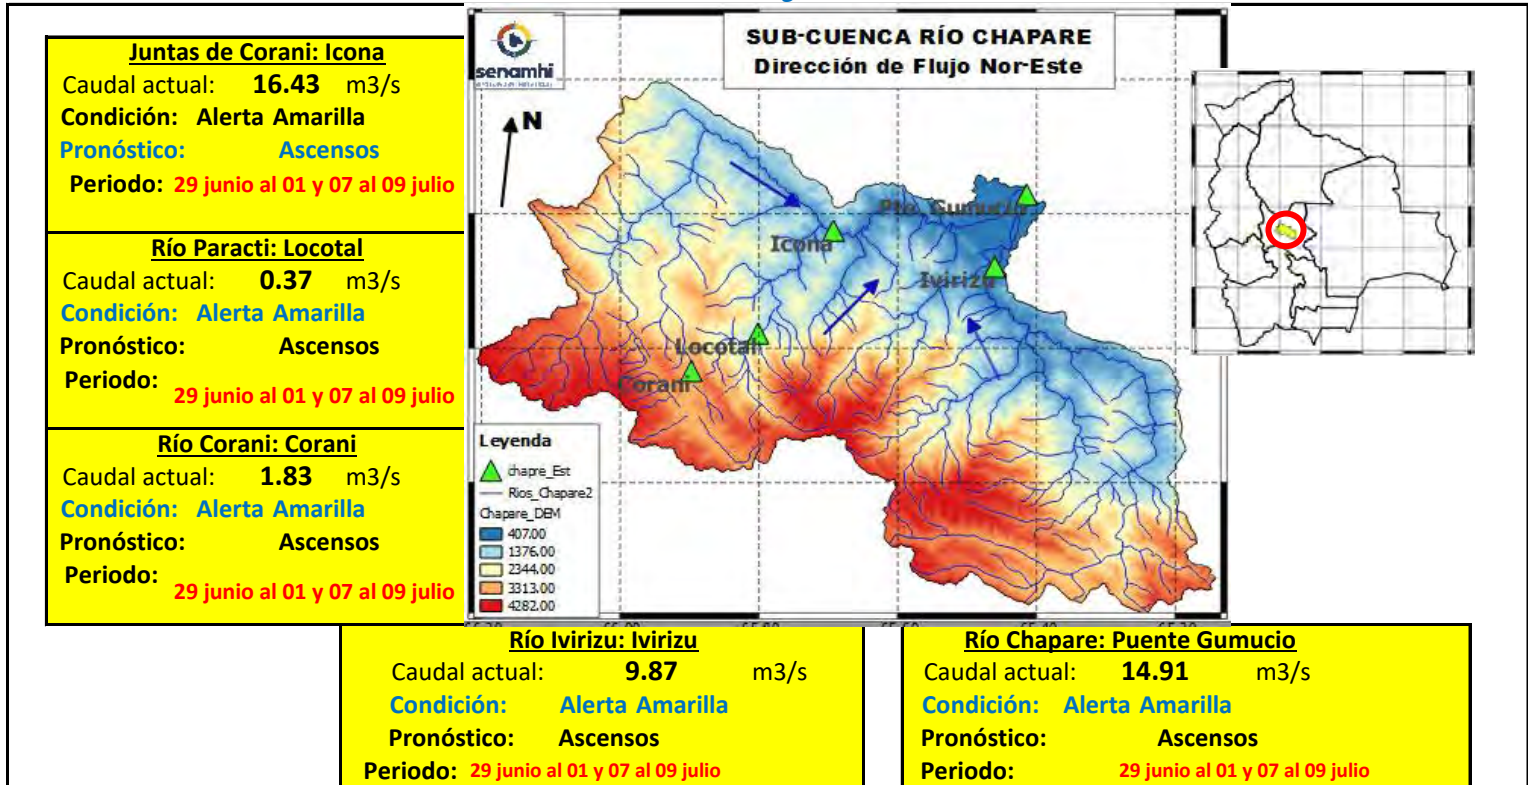 Juntas de Corani: Icona
Caudal actual: 16.43 m3/s
Condición: Alerta Amarilla
Pronóstico: Ascensos
Periodo: 29 junio al 01 y 07 al 09 julio
Río Paracti: Locotal
Caudal actual: 0.37 m3/s
Condición: Alerta Amarilla
Pronóstico: Ascensos
Periodo:
29 junio al 01 y 07 al 09 julio
Río Corani: Corani
Caudal actual: 1.83 m3/s
Condición: Alerta Amarilla
Pronóstico: Ascensos
Periodo:
29 junio al 01 y 07 al 09 julio
senamhi
SUB-CUENCA RÍO CHAPARE
Dirección de Flujo Nor-Este
N
Pte. Gumucio
Icona
Ivirizu
Locotal
Corani
Leyenda
chapre_Est
Rios_Chapare2
Chapare_DEM
407.00
1376.00
2344.00
3313.00
4282.00
Río Ivirizu: Ivirizu
Caudal actual: 9.87 m3/s
Condición: Alerta Amarilla
Pronóstico: Ascensos
Periodo: 29 junio al 01 y 07 al 09 julio
Río Chapare: Puente Gumucio
Caudal actual: 14.91 m3/s
Condición: Alerta Amarilla
Pronóstico: Ascensos
Periodo: 29 junio al 01 y 07 al 09 julio